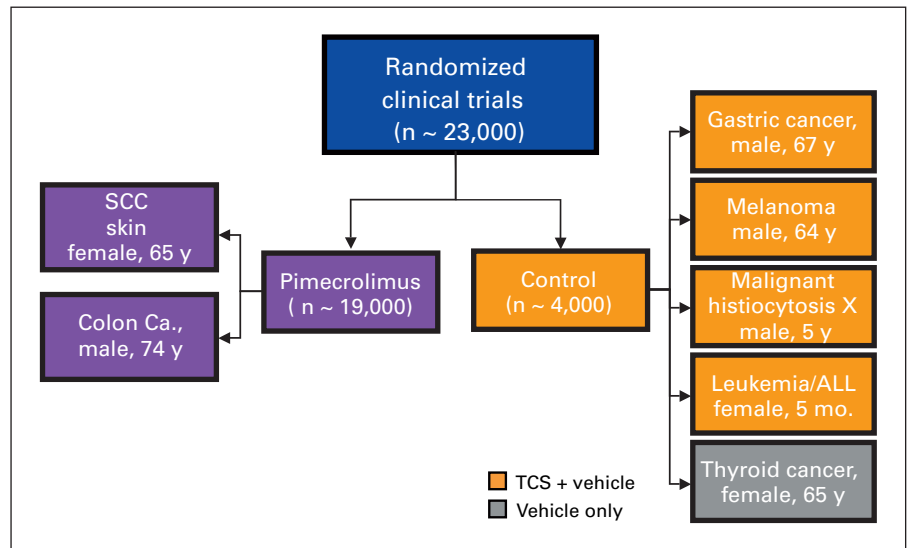 Randomized
clinical trials
(n ~ 23,000)
SCC
skin
female, 65 y
Colon Ca.,
male, 74 y
Pimecrolimus
( n ~ 19,000)
Control
(n ~ 4,000)
Gastric cancer,
male, 67 y
Melanoma
male, 64 y
Malignant
histiocytosis X
male, 5 y
Leukemia/ALL
female, 5 mo.
Thyroid cancer,
female, 65 y
TCS + vehicle
Vehicle only